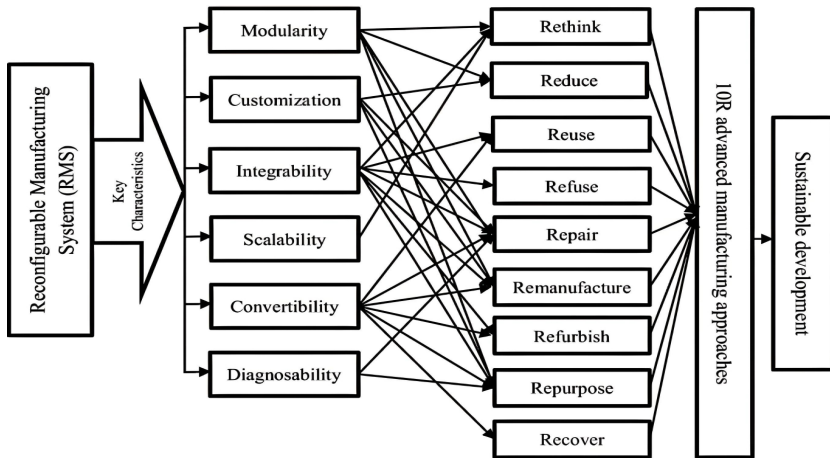 Reconfigurable Manufacturing
System (RMS)
Key
Characteristics
Modularity
Customization
Integrability
Scalability
Convertibility
Diagnosability
Rethink
Reduce
Reuse
Refuse
Repair
Remanufacture
Refurbish
Repurpose
Recover
10R advanced manufacturing approaches
Sustainable development